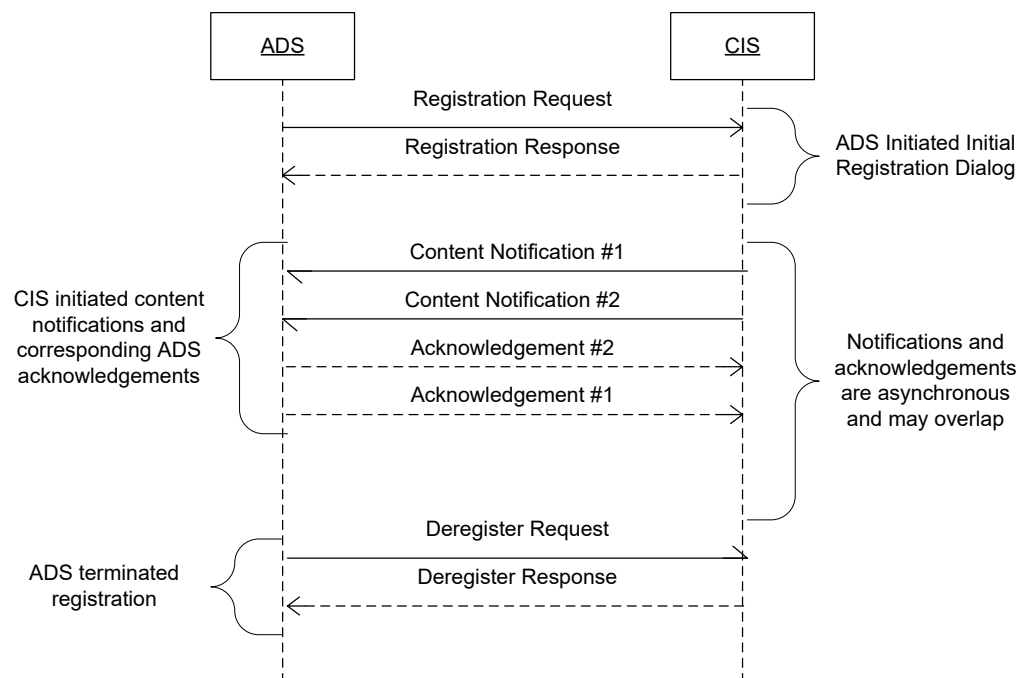 ADS
CIS
Registration Request
Registration Response
ADS Initiated Initial
Registration Dialog
Content Notification #1
Content Notification #2
Acknowledgement #2
Acknowledgement #1
CIS initiated content
notifications and
corresponding ADS
acknowledgements
Notifications and
acknowledgements
are asynchronous
and may overlap
Deregister Request
Deregister Response
ADS terminated
registration